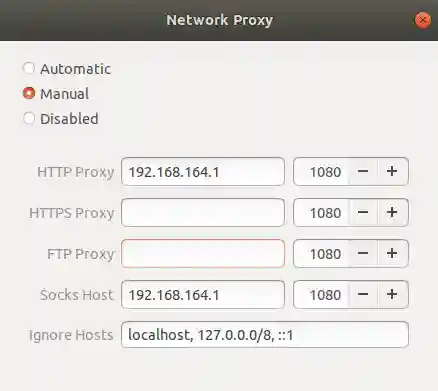 Network Proxy
Automatic
Manual
Disabled
HTTP Proxy 192.168.164.1 1080 − +
HTTPS Proxy 1080 − +
FTP Proxy 1080 − +
Socks Host 192.168.164.1 1080 − +
Ignore Hosts localhost, 127.0.0.0/8, ::1